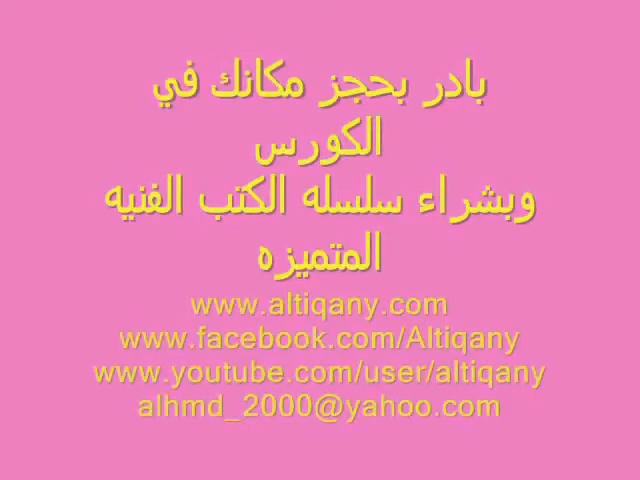 بادر بحجز مكانك في
الكورس
وبشراء سلسله الكتب الفنيه
المتميزه
www.altiqany.com
www.facebook.com/Altiqany
www.youtube.com/user/altiqany
alhmd_2000@yahoo.com